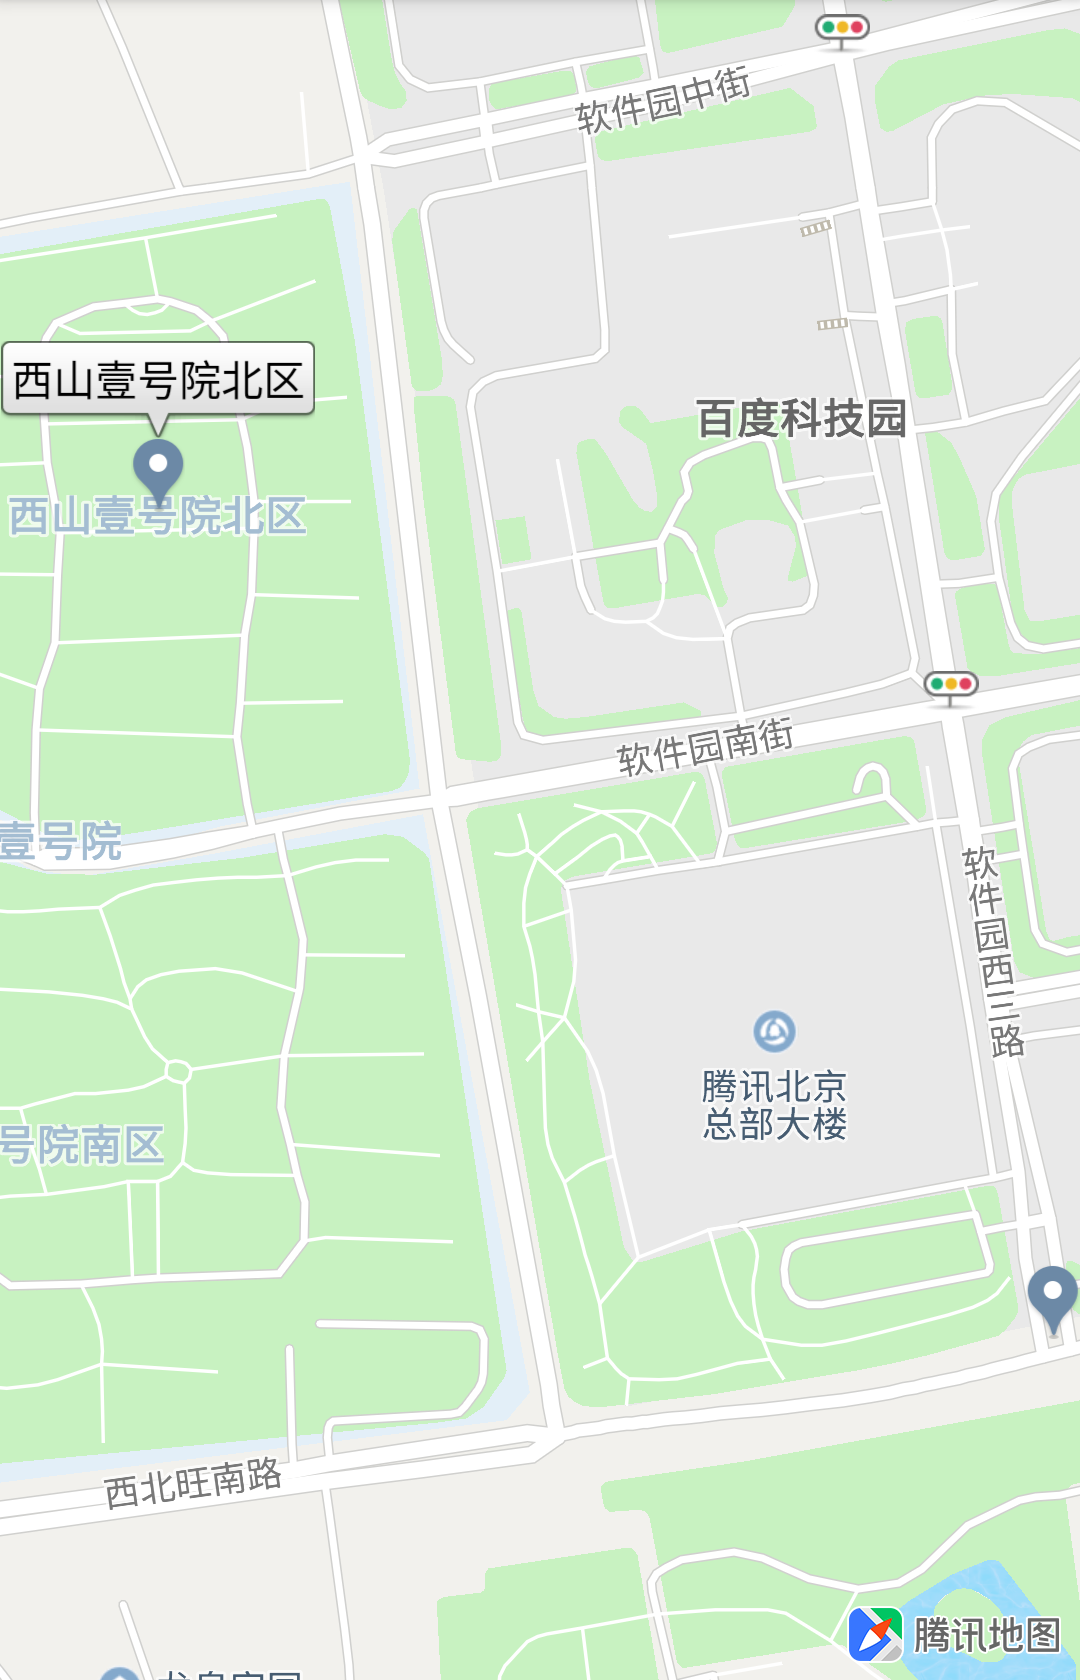 软件园中街
西山壹号院北区
百度科技园
西山壹号院北区
软件园南街
壹号院
软件园西三路
腾讯北京
总部大楼
号院南区
西北旺南路
腾讯地图